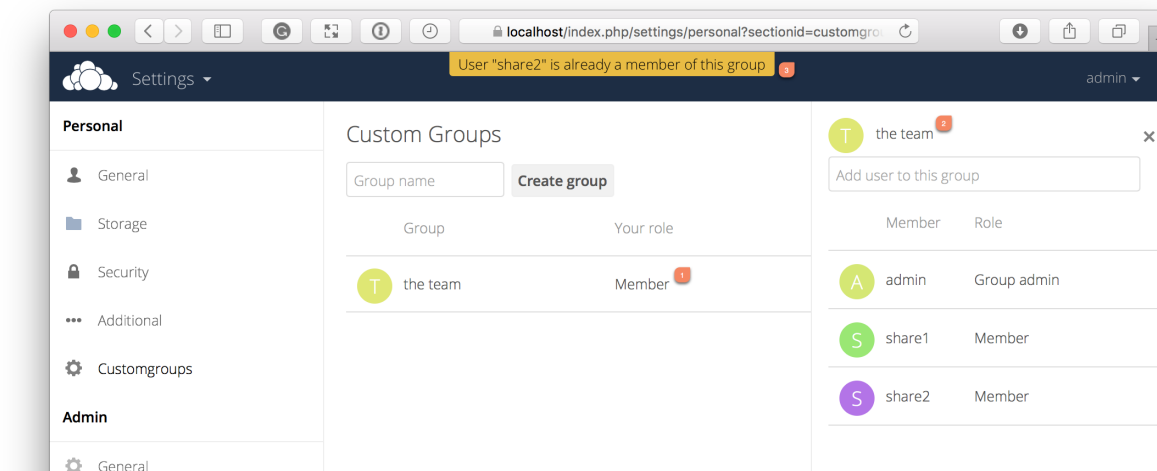 localhost/index.php/settings/personal?sectionid=customgro
User "share2" is already a member of this group
3
Settings
admin
Personal
General
Storage
Security
Additional
Customgroups
Admin
General
Custom Groups
Group name
Create group
Group
Your role
T
the team
Member
1
T
the team
2
×
Add user to this group
Member
Role
A
admin
Group admin
S
share1
Member
S
share2
Member